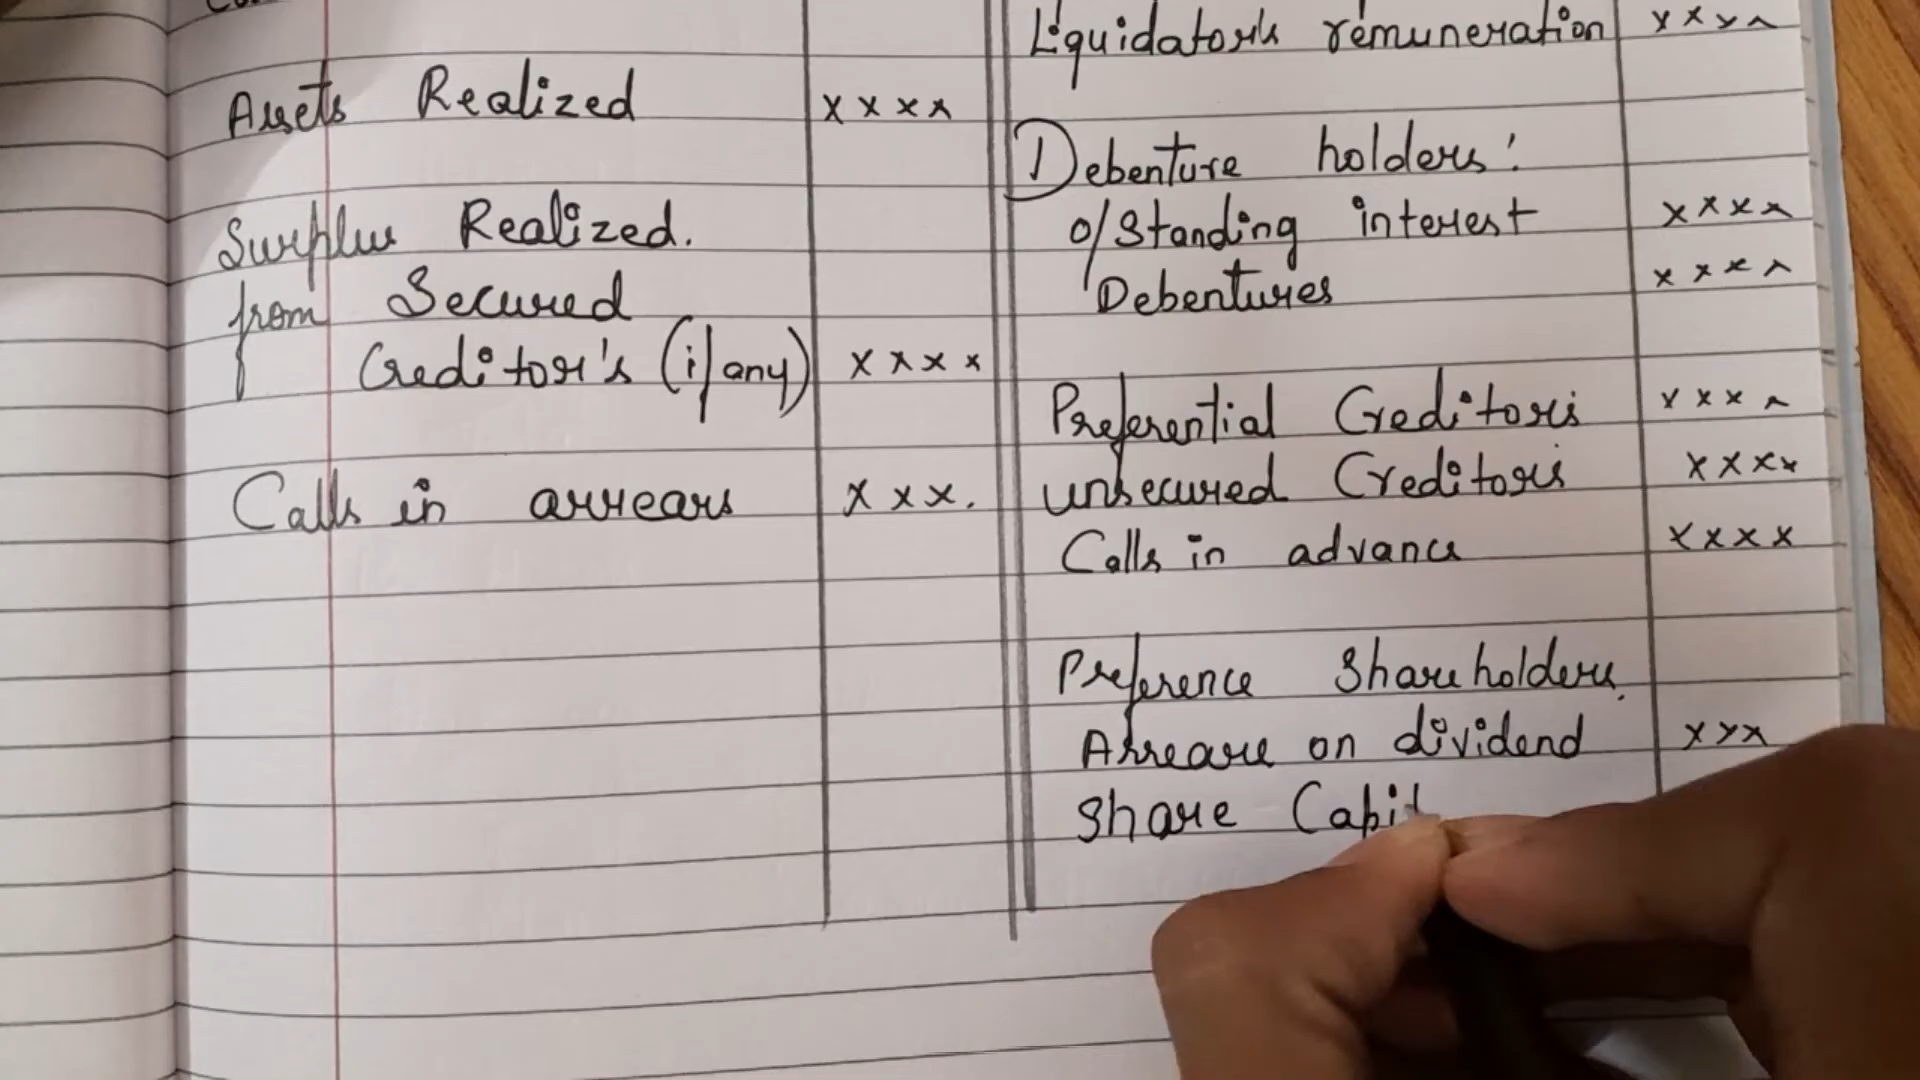 Assets Realized xxxx
Surplus Realized.
from Secured
Creditor's (if any) xxxx
Calls in arrears xxx.
Liquidator's remuneration xxxx
Debenture holders:
O/Standing interest xxxx
Debentures xxxx
Preferential Creditors xxxx
unsecured Creditors xxxx
Calls in advance xxxx
Preference Shareholders.
Arrears on dividend xxx
Share Capit